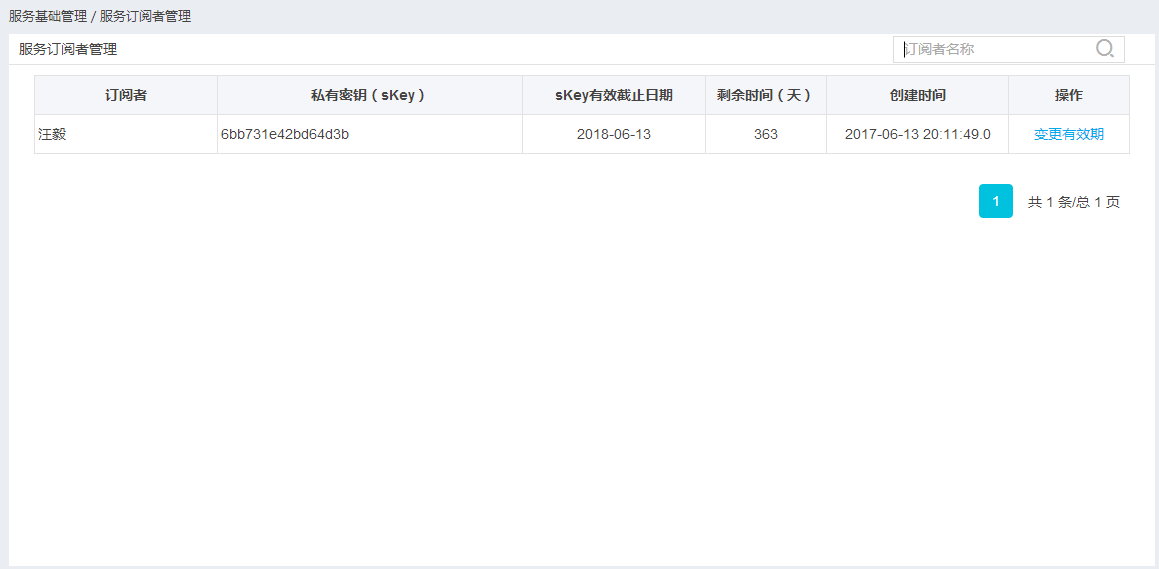 服务基础管理 / 服务订阅者管理
服务订阅者管理
订阅者名称
订阅者 私有密钥（sKey） sKey有效截止日期 剩余时间（天） 创建时间 操作
汪毅 6bb731e42bd64d3b 2018-06-13 363 2017-06-13 20:11:49.0 变更有效期
1 共 1 条/总 1 页